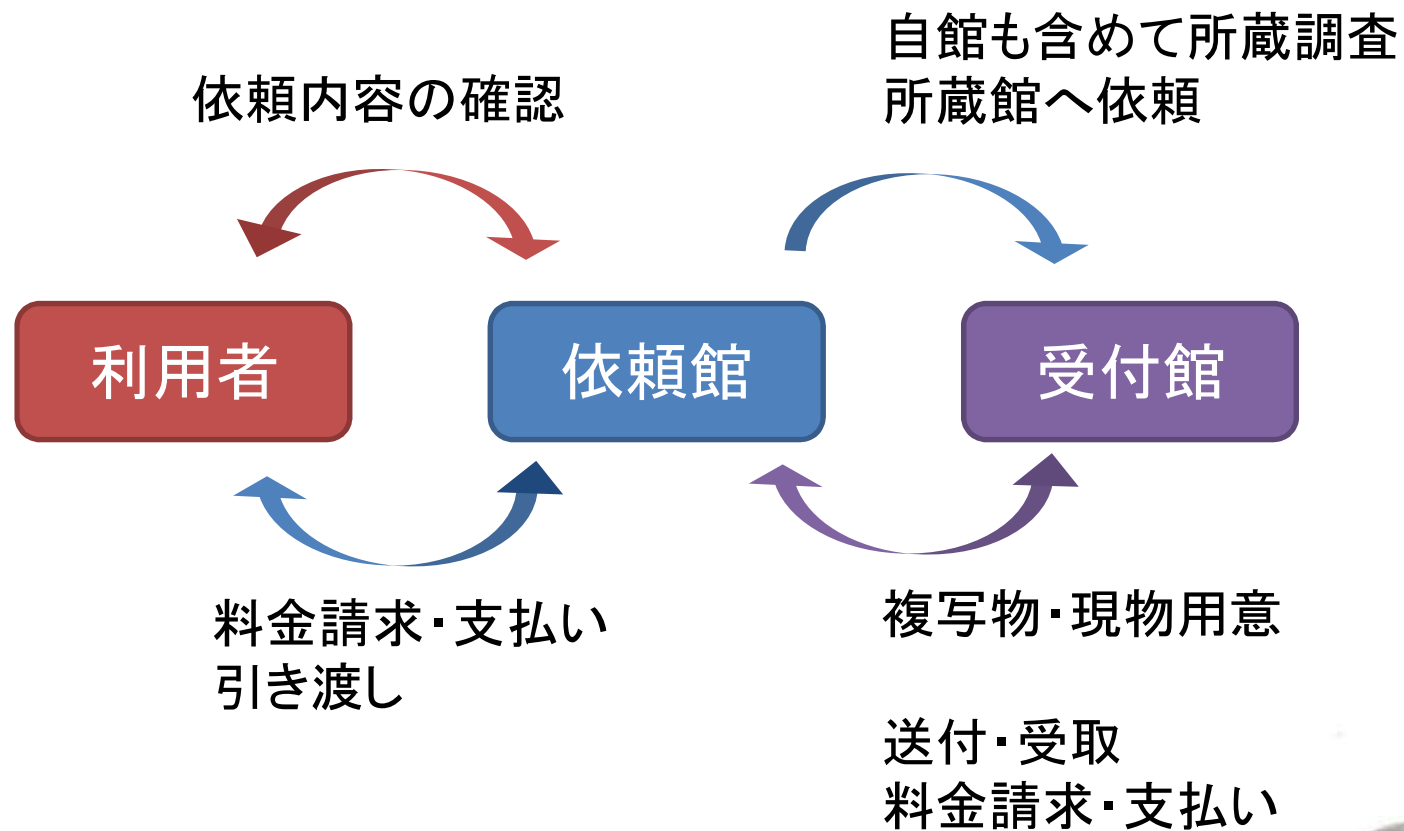 自館も含めて所蔵調査
所蔵館へ依頼
依頼内容の確認
利用者
依頼館
受付館
料金請求・支払い
引き渡し
複写物・現物用意
送付・受取
料金請求・支払い